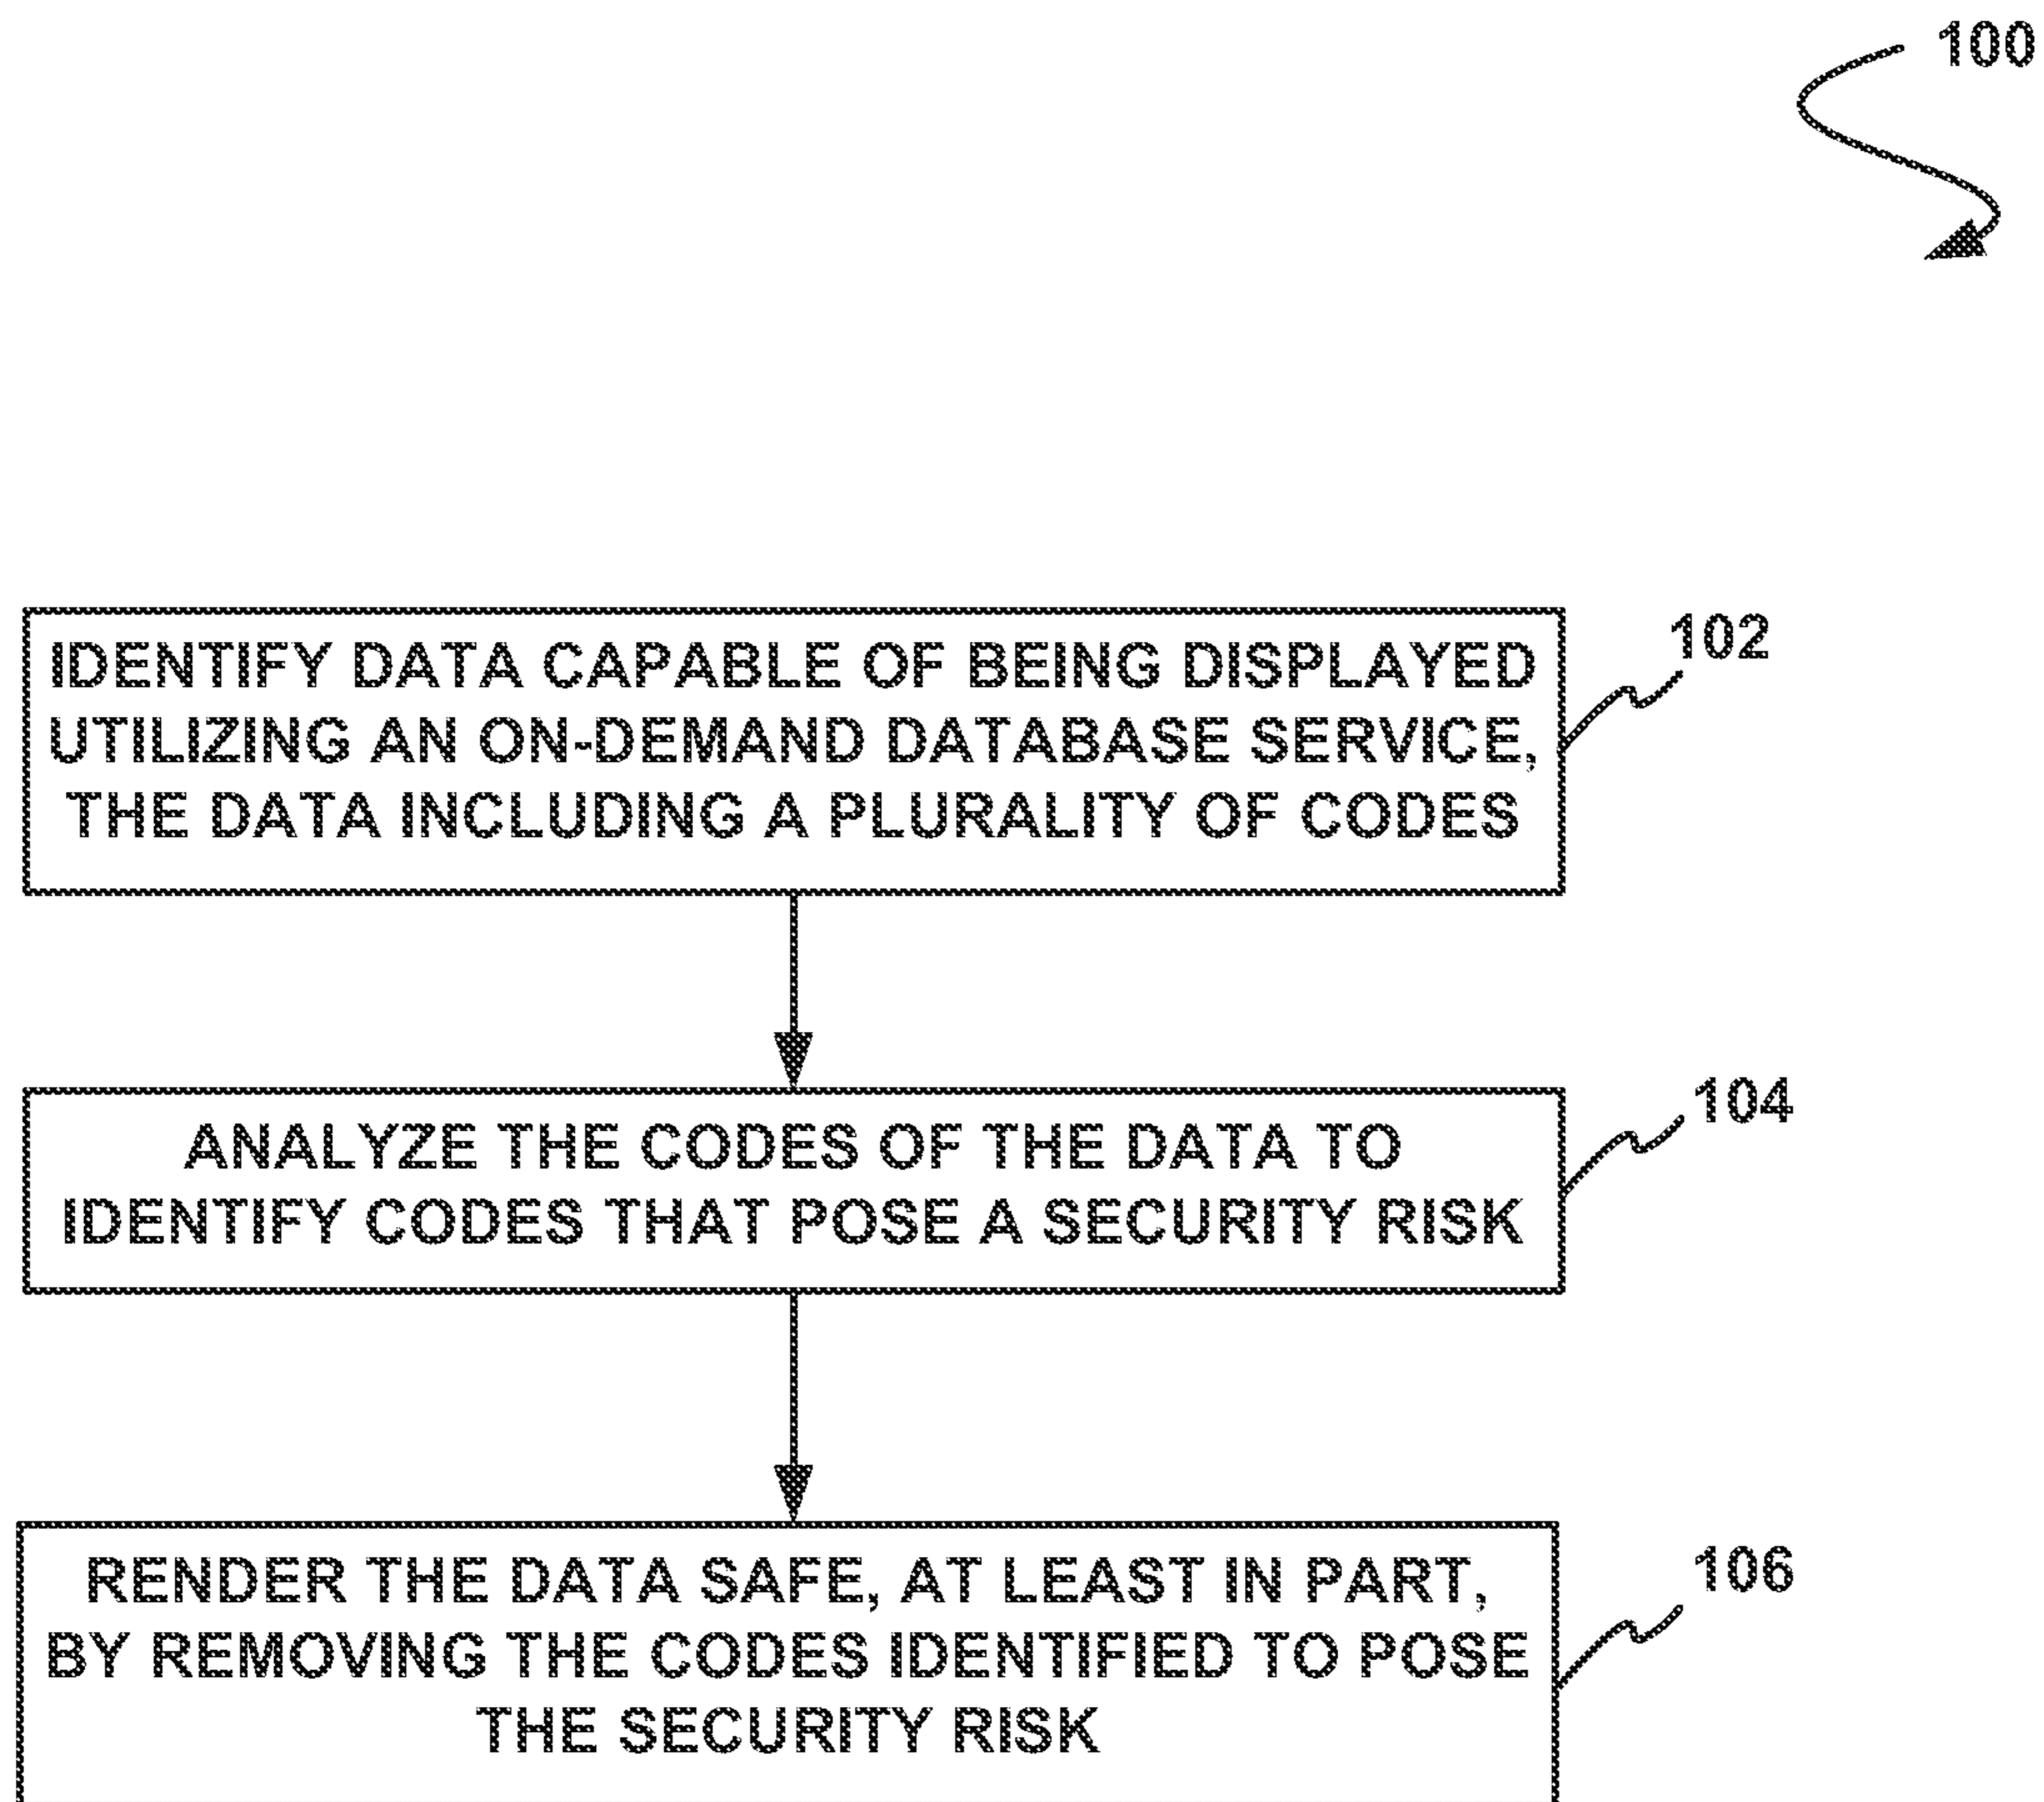 100
IDENTIFY DATA CAPABLE OF BEING DISPLAYED
UTILIZING AN ON-DEMAND DATABASE SERVICE,
THE DATA INCLUDING A PLURALITY OF CODES
102
ANALYZE THE CODES OF THE DATA TO
IDENTIFY CODES THAT POSE A SECURITY RISK
104
RENDER THE DATA SAFE, AT LEAST IN PART,
BY REMOVING THE CODES IDENTIFIED TO POSE
THE SECURITY RISK
106